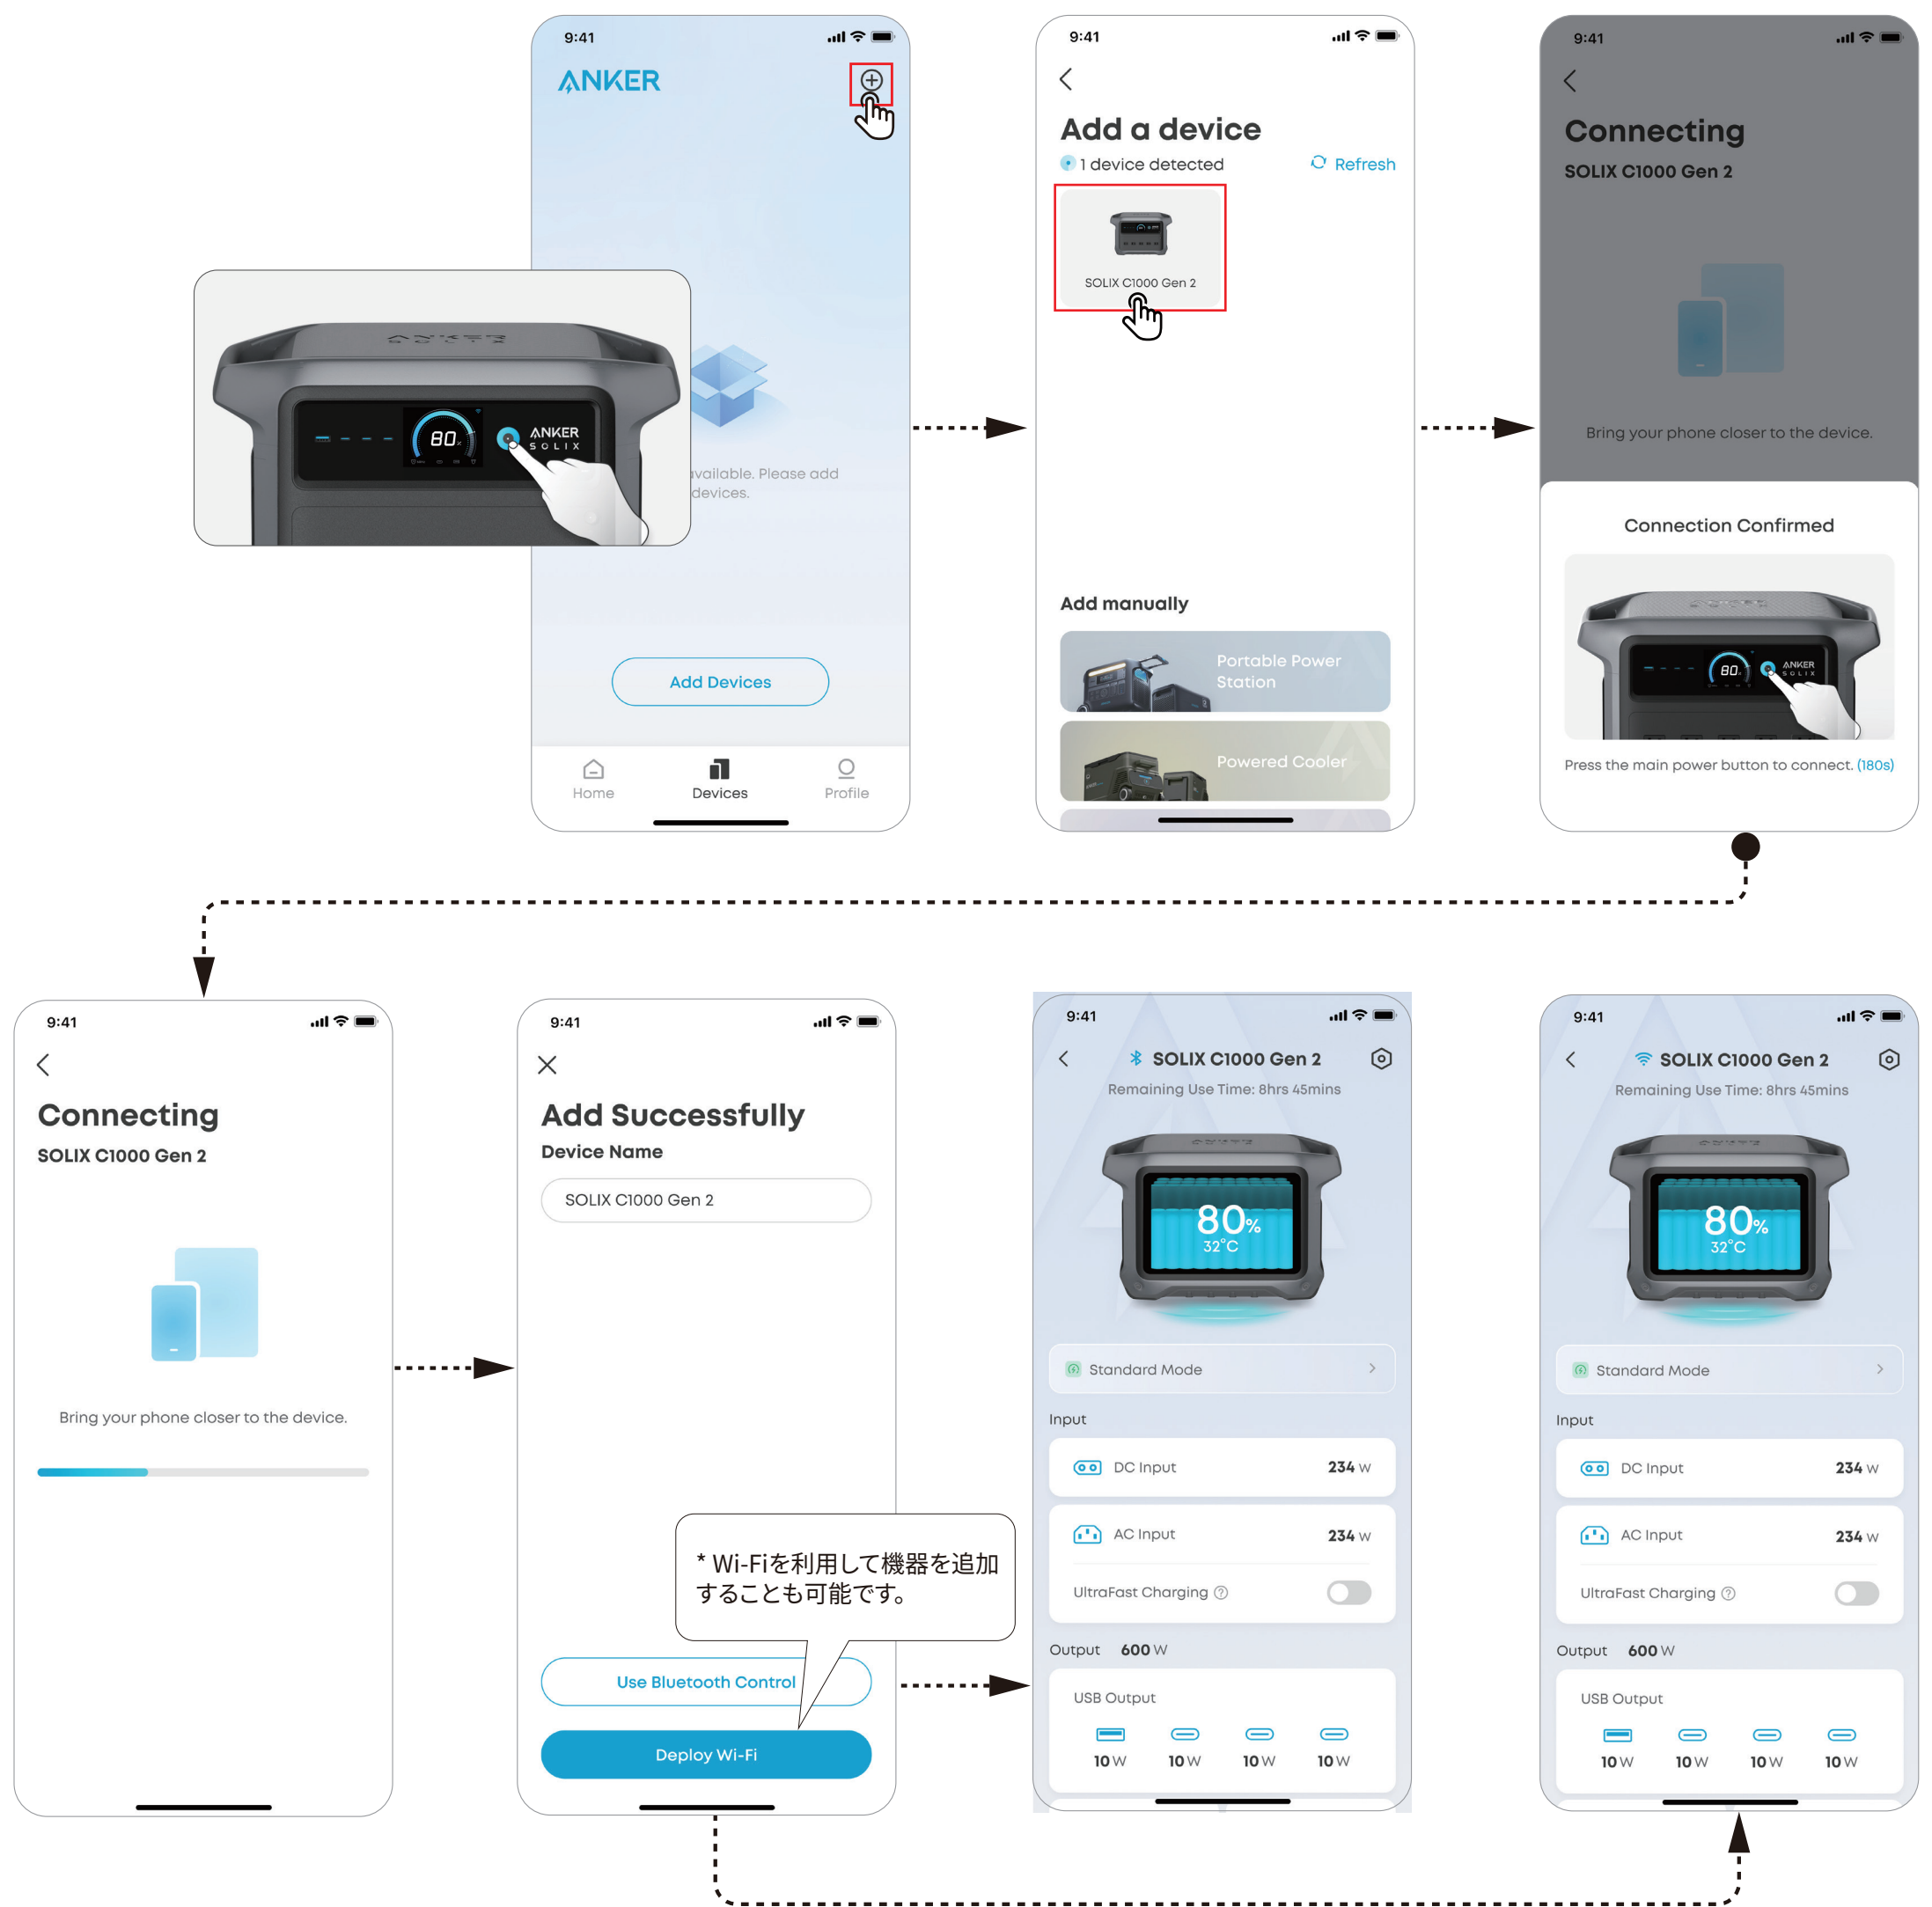 9:41
ANKER
ANKER
SOLIX
80%
ANKER
SOLIX
vailable. Please add
devices.
Add Devices
Home
Devices
Profile
9:41
Add a device
1 device detected
Refresh
SOLIX C1000 Gen 2
Add manually
Portable Power
Station
Powered Cooler
9:41
Connecting
SOLIX C1000 Gen 2
Bring your phone closer to the device.
Connection Confirmed
ANKER
SOLIX
80
ANKER
SOLIX
Press the main power button to connect. (180s)
9:41
Connecting
SOLIX C1000 Gen 2
Bring your phone closer to the device.
9:41
Add Successfully
Device Name
SOLIX C1000 Gen 2
* Wi-Fiを利用して機器を追加
することも可能です。
Use Bluetooth Control
Deploy Wi-Fi
9:41
SOLIX C1000 Gen 2
Remaining Use Time: 8hrs 45mins
ANKER
SOLIX
80%
32°C
Standard Mode
Input
DC Input 234 W
AC Input 234 W
UltraFast Charging ?
Output 600 W
USB Output
10 W 10 W 10 W 10 W
9:41
SOLIX C1000 Gen 2
Remaining Use Time: 8hrs 45mins
ANKER
SOLIX
80%
32°C
Standard Mode
Input
DC Input 234 W
AC Input 234 W
UltraFast Charging ?
Output 600 W
USB Output
10 W 10 W 10 W 10 W